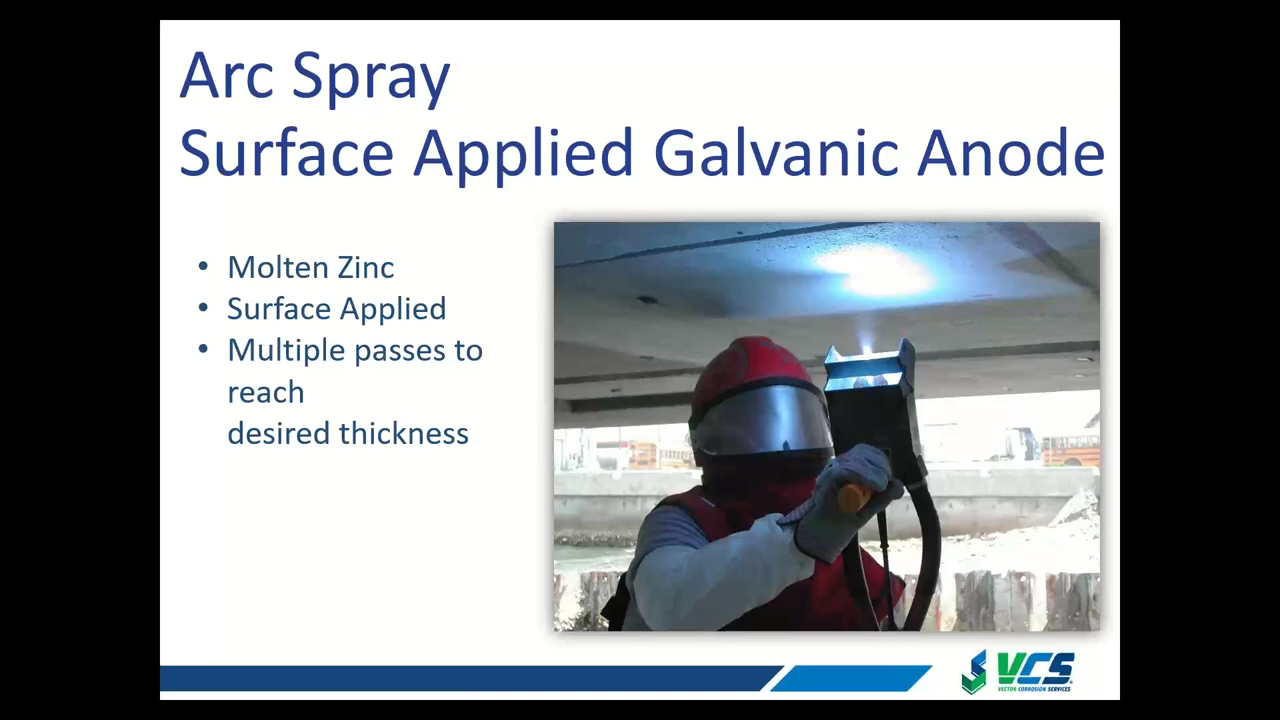 Arc Spray
Surface Applied Galvanic Anode
• Molten Zinc
• Surface Applied
• Multiple passes to
reach
desired thickness
VCS
VECTOR CORROSION SERVICES